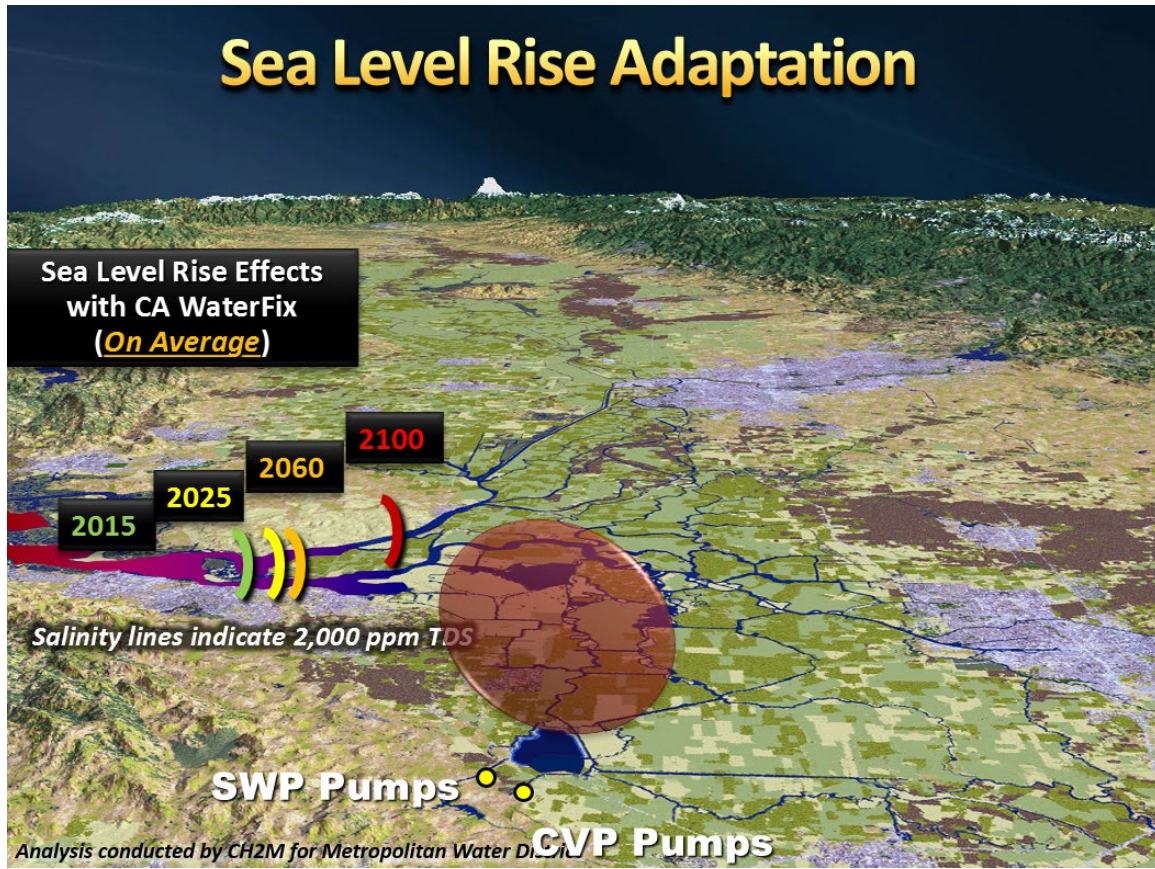 Sea Level Rise Adaptation
Sea Level Rise Effects
with CA WaterFix
(On Average)
2100
2060
2025
2015
Salinity lines indicate 2,000 ppm TDS
SWP Pumps
CVP Pumps
Analysis conducted by CH2M for Metropolitan Water